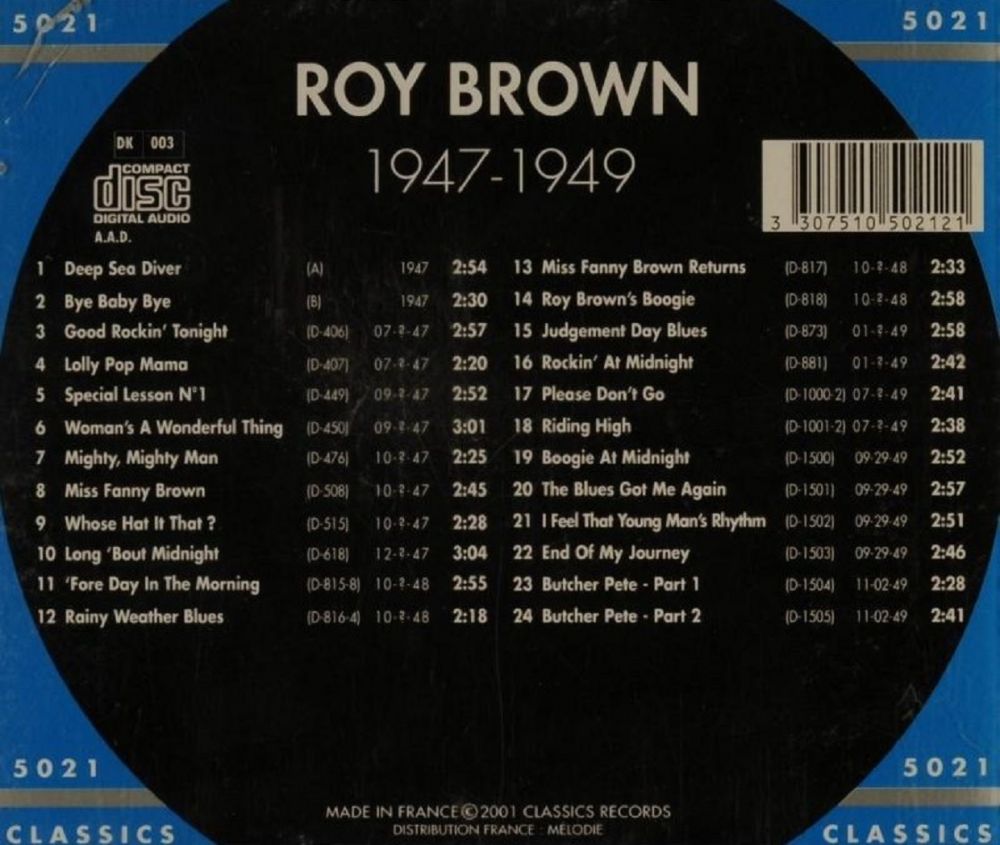 5021
5021
ROY BROWN
1947-1949
DK 003
COMPACT
disc
DIGITAL AUDIO
A.A.D.
3 307510 502121
1 Deep Sea Diver (A) 1947 2:54
2 Bye Baby Bye (B) 1947 2:30
3 Good Rockin' Tonight (D-406) 07-?-47 2:57
4 Lolly Pop Mama (D-407) 07-?-47 2:20
5 Special Lesson N°1 (D-449) 09-?-47 2:52
6 Woman's A Wonderful Thing (D-450) 09-?-47 3:01
7 Mighty, Mighty Man (D-476) 10-?-47 2:25
8 Miss Fanny Brown (D-508) 10-?-47 2:45
9 Whose Hat It That ? (D-515) 10-?-47 2:28
10 Long 'Bout Midnight (D-618) 12-?-47 3:04
11 'Fore Day In The Morning (D-815-8) 10-?-48 2:55
12 Rainy Weather Blues (D-816-4) 10-?-48 2:18
13 Miss Fanny Brown Returns (D-817) 10-?-48 2:33
14 Roy Brown's Boogie (D-818) 10-?-48 2:58
15 Judgement Day Blues (D-873) 01-?-49 2:58
16 Rockin' At Midnight (D-881) 01-?-49 2:42
17 Please Don't Go (D-1000-2) 07-?-49 2:41
18 Riding High (D-1001-2) 07-?-49 2:38
19 Boogie At Midnight (D-1500) 09-29-49 2:52
20 The Blues Got Me Again (D-1501) 09-29-49 2:57
21 I Feel That Young Man's Rhythm (D-1502) 09-29-49 2:51
22 End Of My Journey (D-1503) 09-29-49 2:46
23 Butcher Pete - Part 1 (D-1504) 11-02-49 2:28
24 Butcher Pete - Part 2 (D-1505) 11-02-49 2:41
5021
5021
MADE IN FRANCE ©2001 CLASSICS RECORDS
DISTRIBUTION FRANCE : MELODIE
CLASSICS
CLASSICS